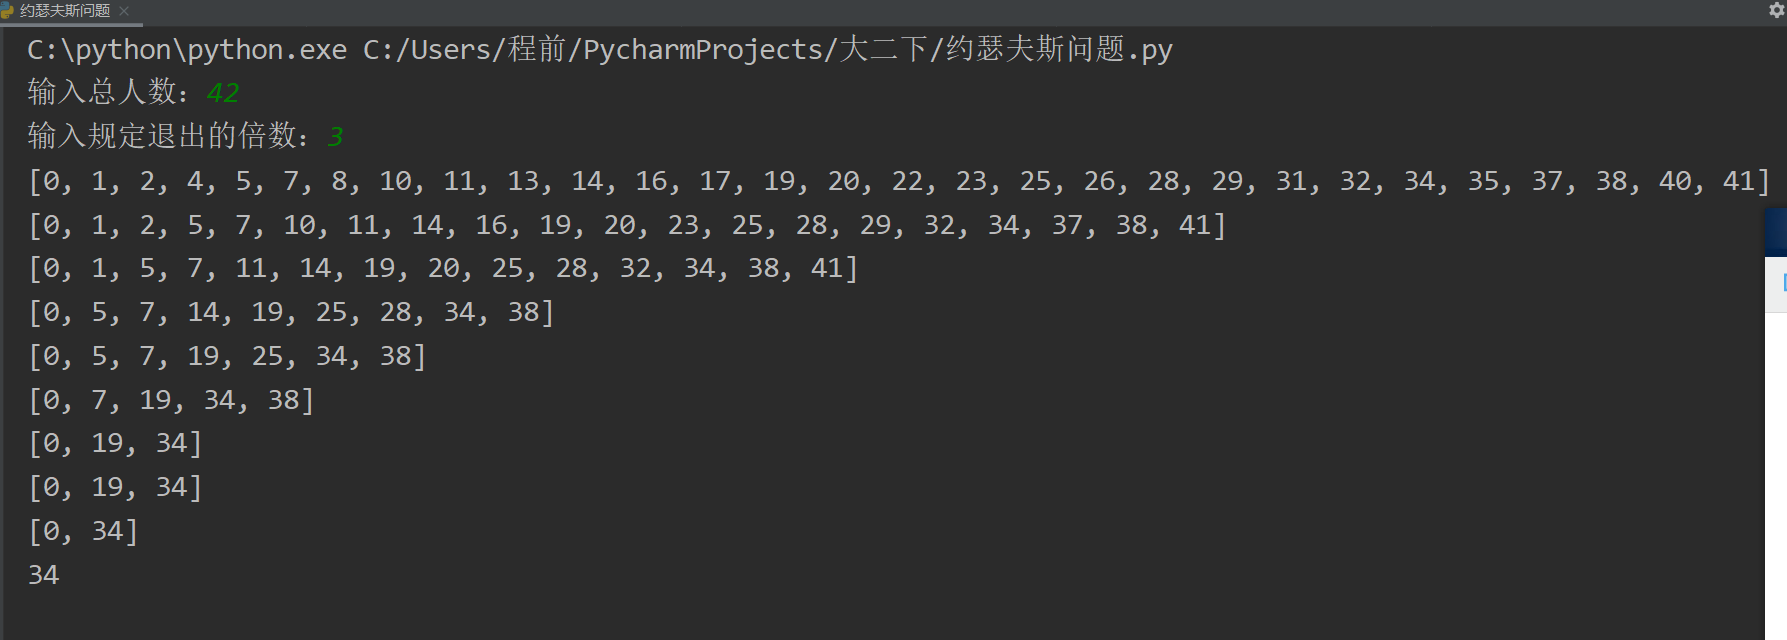 约瑟夫斯问题
C:\python\python.exe C:/Users/程前/PycharmProjects/大二下/约瑟夫斯问题.py
输入总人数：42
输入规定退出的倍数：3
[0, 1, 2, 4, 5, 7, 8, 10, 11, 13, 14, 16, 17, 19, 20, 22, 23, 25, 26, 28, 29, 31, 32, 34, 35, 37, 38, 40, 41]
[0, 1, 2, 5, 7, 10, 11, 14, 16, 19, 20, 23, 25, 28, 29, 32, 34, 37, 38, 41]
[0, 1, 5, 7, 11, 14, 19, 20, 25, 28, 32, 34, 38, 41]
[0, 5, 7, 14, 19, 25, 28, 34, 38]
[0, 5, 7, 19, 25, 34, 38]
[0, 7, 19, 34, 38]
[0, 19, 34]
[0, 19, 34]
[0, 34]
34